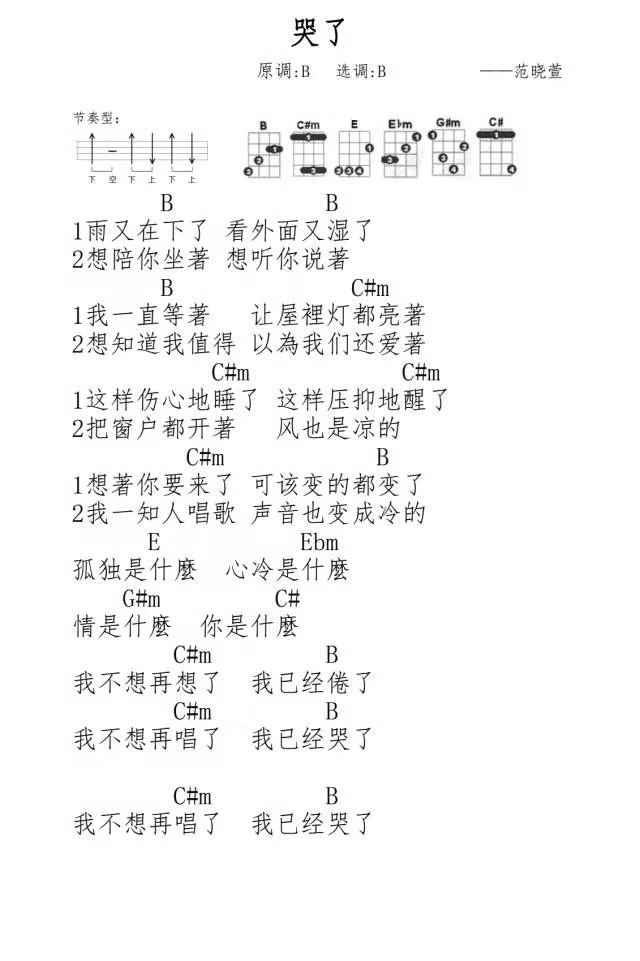 哭了
原调:B 选调:B ——范晓萱
节奏型:
B C#m E Ebm G#m C#
下 空 下 上 下 上
B B
1雨又在下了 看外面又湿了
2想陪你坐著 想听你说著
B C#m
1我一直等著 让屋裡灯都亮著
2想知道我值得 以為我们还爱著
C#m C#m
1这样伤心地睡了 这样压抑地醒了
2把窗户都开著 风也是凉的
C#m B
1想著你要来了 可该变的都变了
2我一知人唱歌 声音也变成冷的
E Ebm
孤独是什麼 心冷是什麼
G#m C#
情是什麼 你是什麼
C#m B
我不想再想了 我已经倦了
C#m B
我不想再唱了 我已经哭了
C#m B
我不想再唱了 我已经哭了